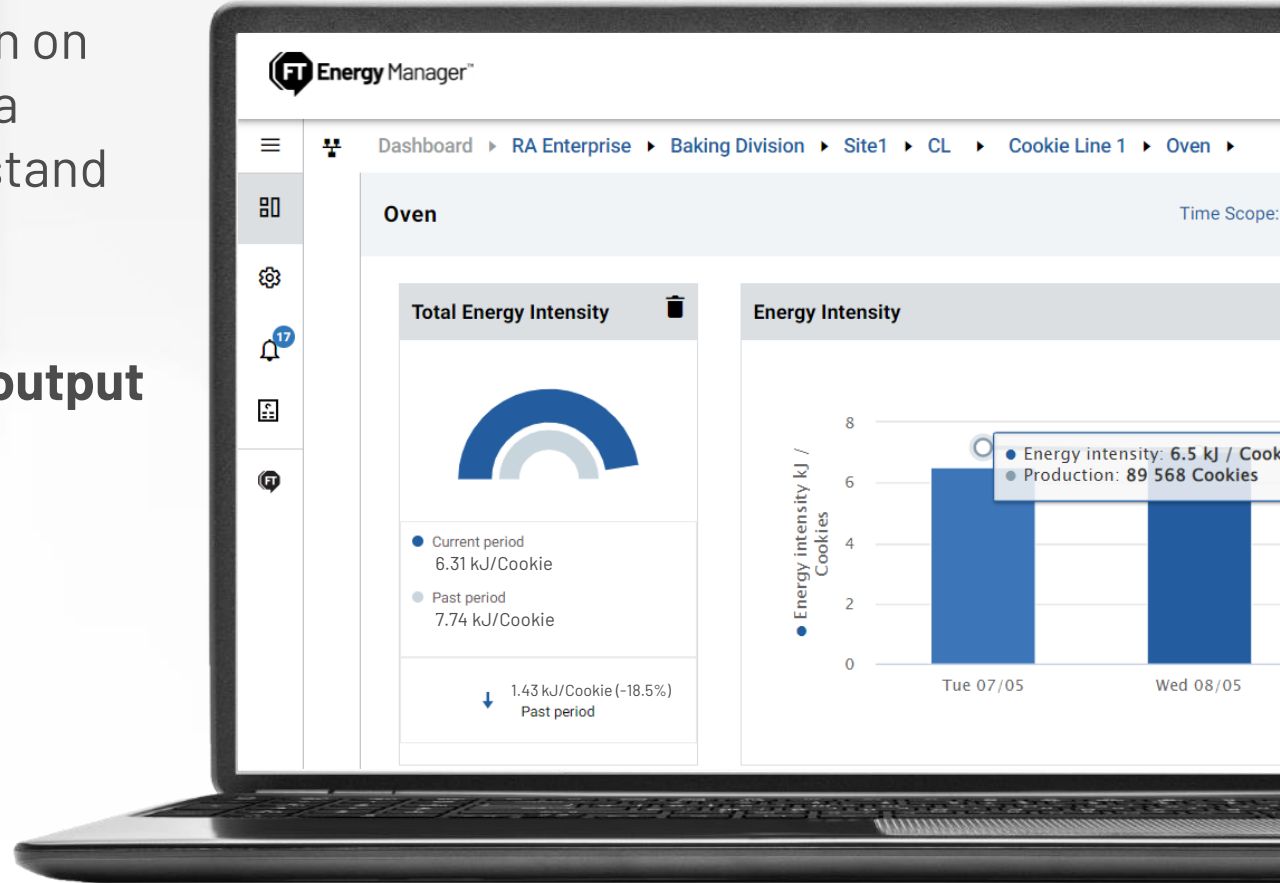 n on
a
stand
output
FT Energy Manager™
Dashboard RA Enterprise Baking Division Site1 CL Cookie Line 1 Oven
17
FT
Oven
Time Scope:
Total Energy Intensity
Current period
6.31 kJ/Cookie
Past period
7.74 kJ/Cookie
1.43 kJ/Cookie (-18.5%)
Past period
Energy Intensity
Energy intensity kJ /
Cookies
8
6
4
2
0
Energy intensity: 6.5 kJ / Cook
Production: 89 568 Cookies
Tue 07/05
Wed 08/05